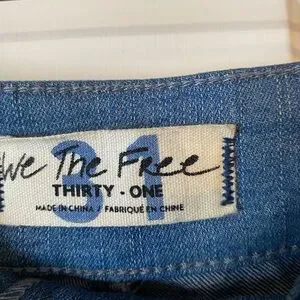 We The Free
31
THIRTY - ONE
MADE IN CHINA / FABRIQUÉ EN CHINE